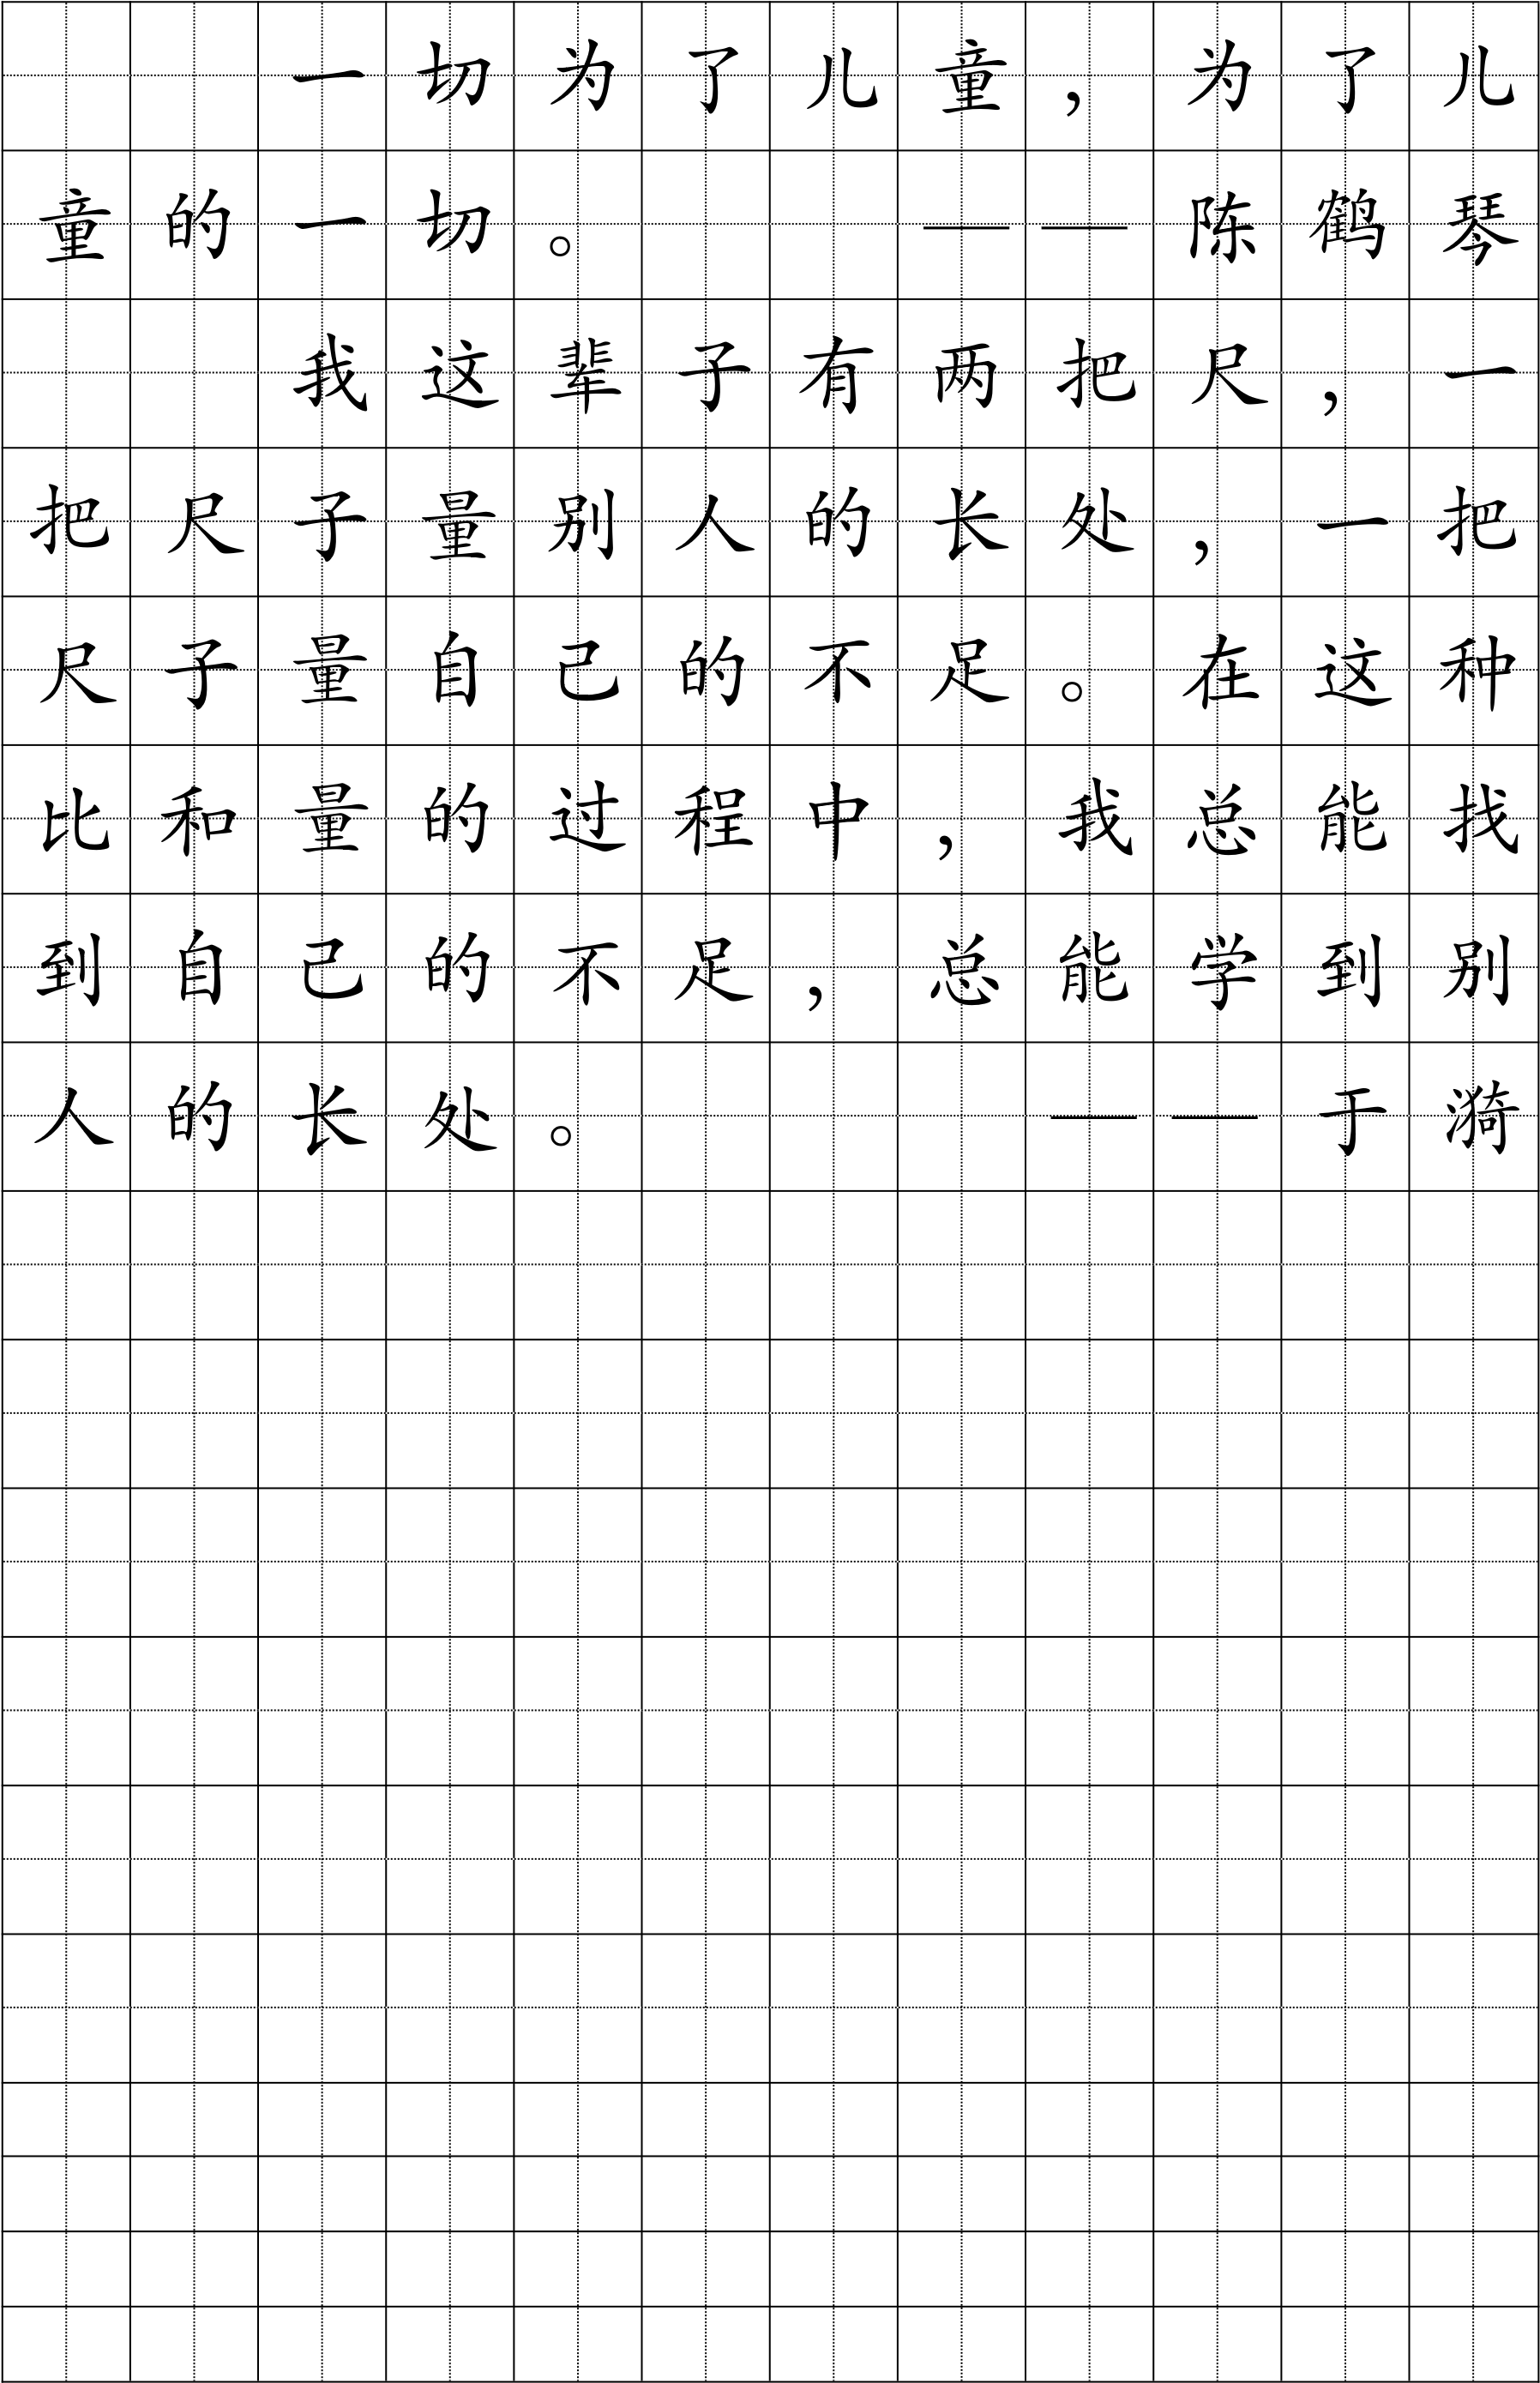 一切为了儿童，为了儿
童的一切。 ——陈鹤琴
我这辈子有两把尺，一
把尺子量别人的长处，一把
尺子量自己的不足。在这种
比和量的过程中，我总能找
到自己的不足，总能学到别
人的长处。 ——于漪